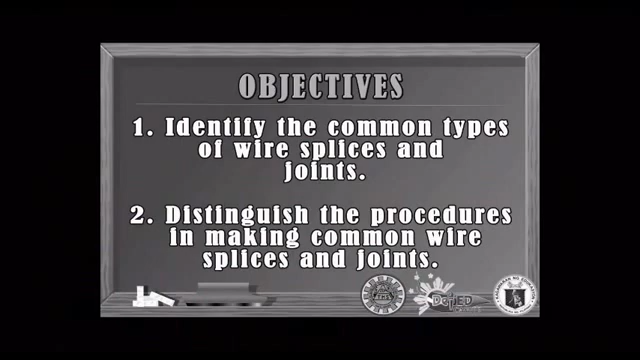 OBJECTIVES
1. Identify the common types
of wire splices and
joints.
2. Distinguish the procedures
in making common wire
splices and joints.
DepED